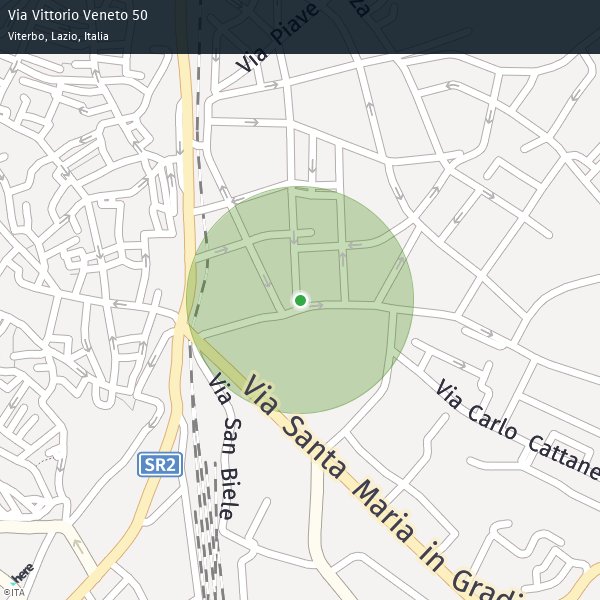 Via Vittorio Veneto 50
Viterbo, Lazio, Italia
Via Piave
za
Via San Biele
Via Santa Maria in Gradi
Via Carlo Cattane
SR2
here
©ITA